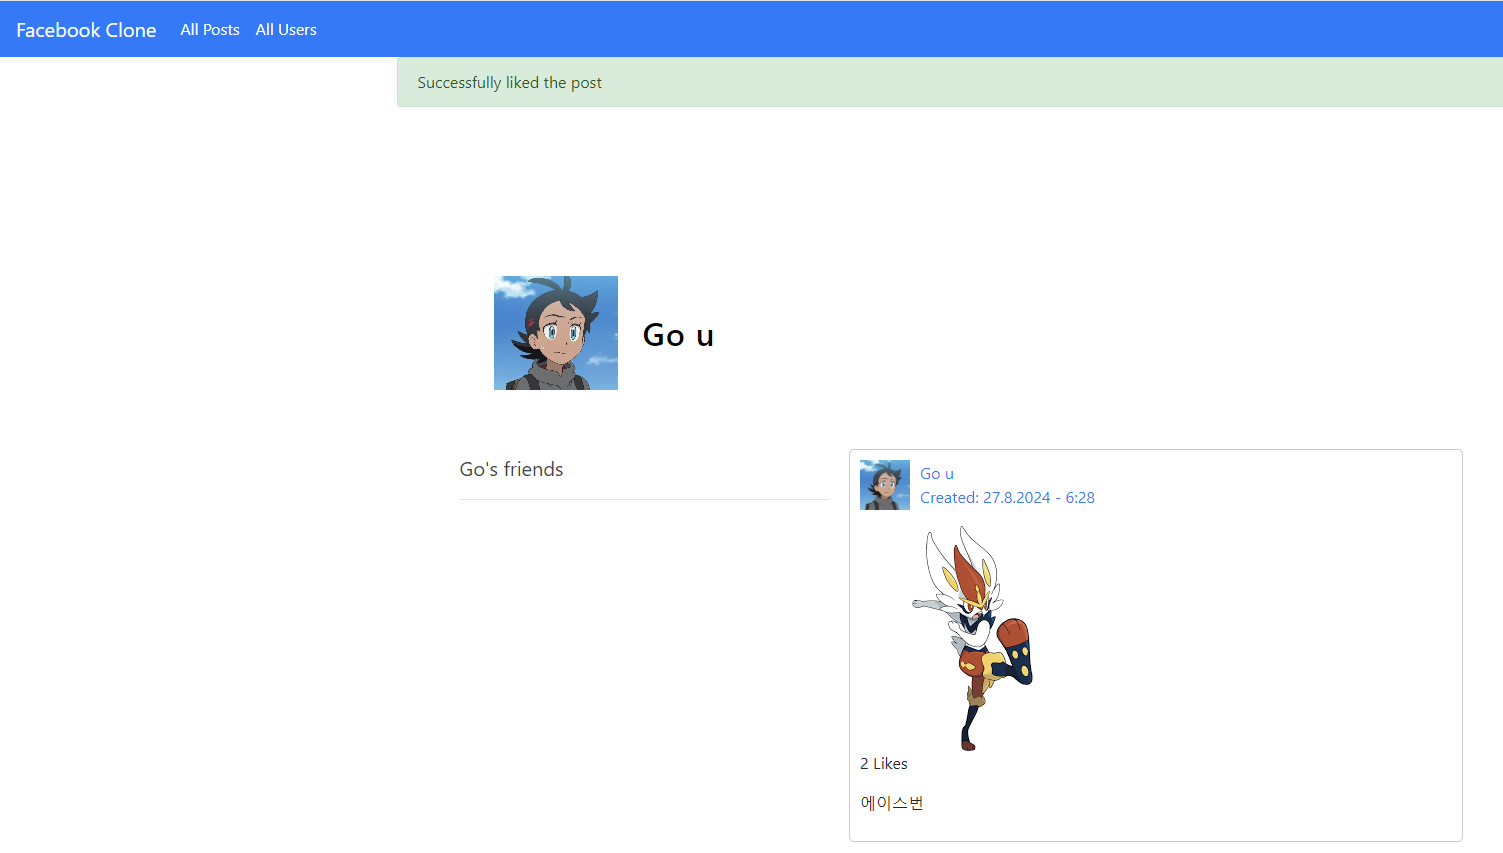 Facebook Clone All Posts All Users
Successfully liked the post
Go u
Go's friends
Go u
Created: 27.8.2024 - 6:28
2 Likes
에이스번